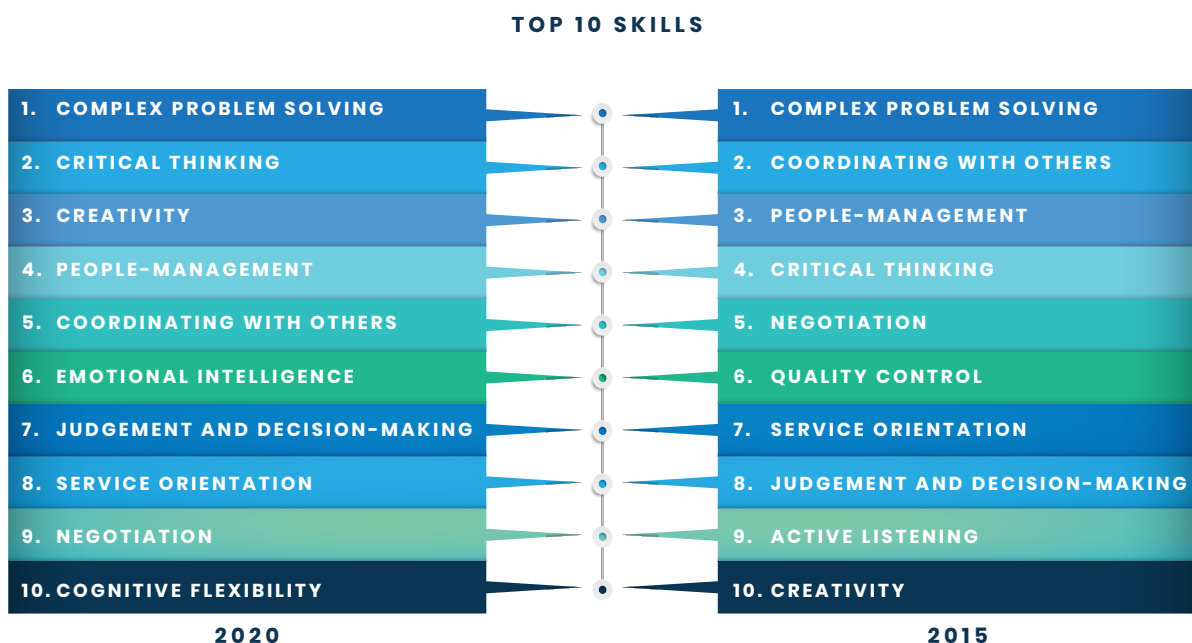 TOP 10 SKILLS
1. COMPLEX PROBLEM SOLVING
2. CRITICAL THINKING
3. CREATIVITY
4. PEOPLE-MANAGEMENT
5. COORDINATING WITH OTHERS
6. EMOTIONAL INTELLIGENCE
7. JUDGEMENT AND DECISION-MAKING
8. SERVICE ORIENTATION
9. NEGOTIATION
10. COGNITIVE FLEXIBILITY
2020
1. COMPLEX PROBLEM SOLVING
2. COORDINATING WITH OTHERS
3. PEOPLE-MANAGEMENT
4. CRITICAL THINKING
5. NEGOTIATION
6. QUALITY CONTROL
7. SERVICE ORIENTATION
8. JUDGEMENT AND DECISION-MAKING
9. ACTIVE LISTENING
10. CREATIVITY
2015